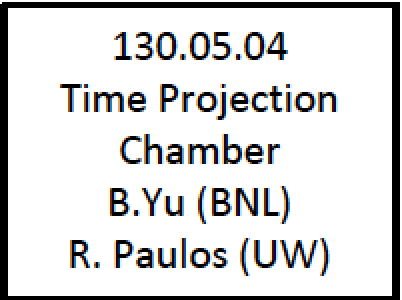 130.05.04
Time Projection
Chamber
B.Yu (BNL)
R. Paulos (UW)